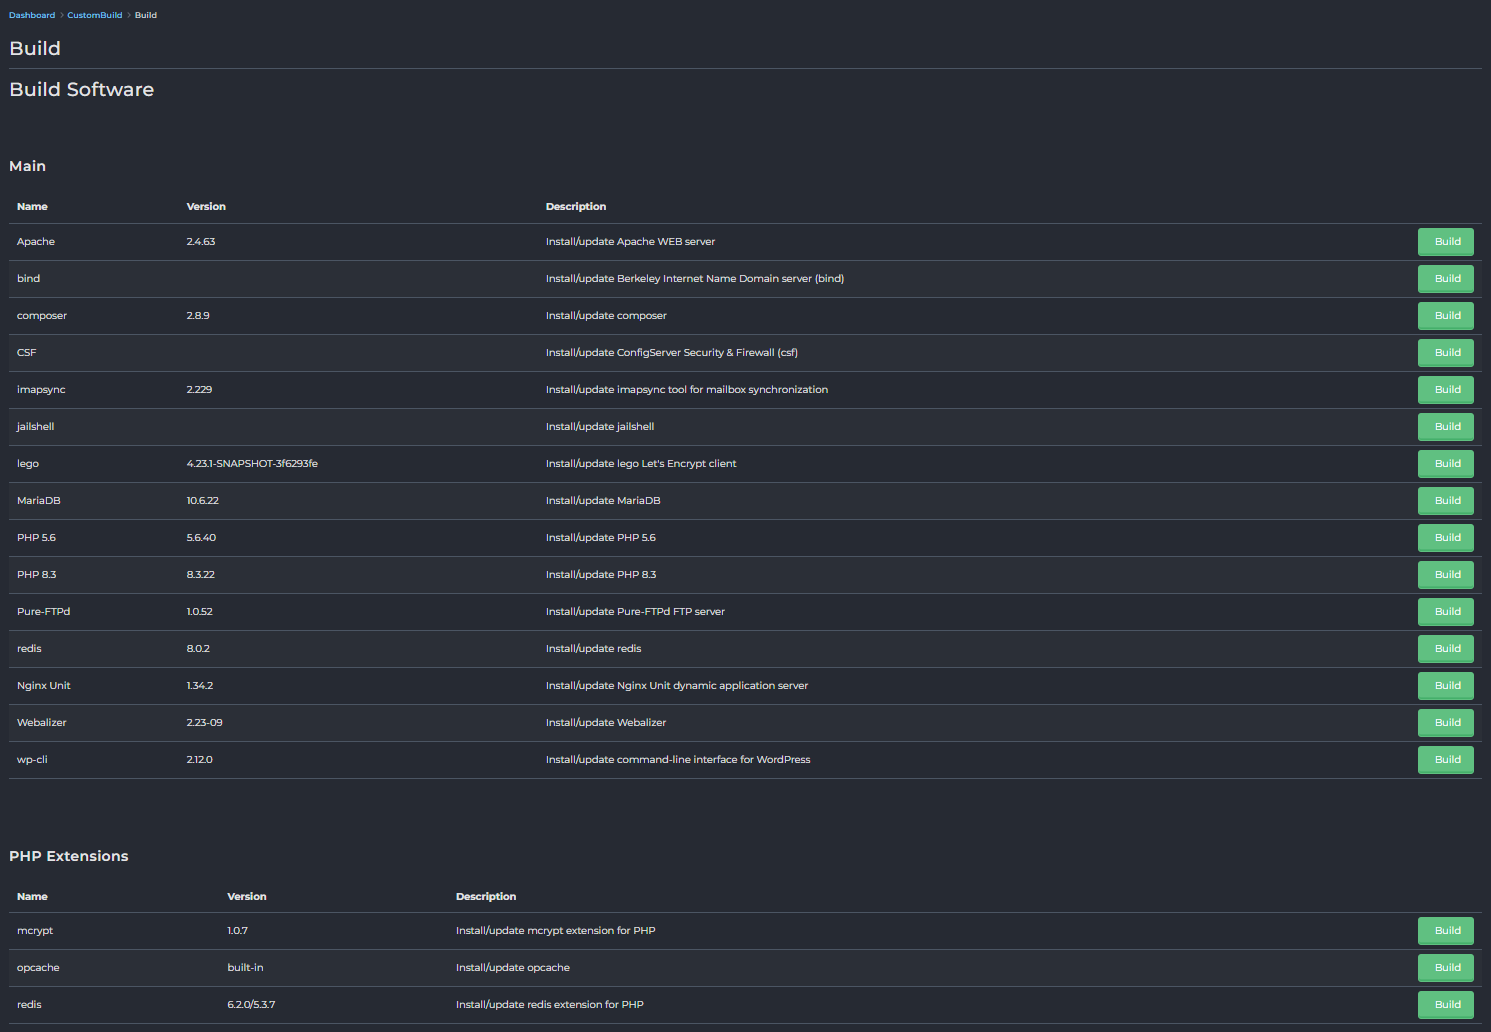 Dashboard > CustomBuild > Build
Build
Build Software
Main
Name Version Description
Apache 2.4.63 Install/update Apache WEB server Build
bind Install/update Berkeley Internet Name Domain server (bind) Build
composer 2.8.9 Install/update composer Build
CSF Install/update ConfigServer Security & Firewall (csf) Build
imapsync 2.229 Install/update imapsync tool for mailbox synchronization Build
jailshell Install/update jailshell Build
lego 4.23.1-SNAPSHOT-3f6293fe Install/update lego Let's Encrypt client Build
MariaDB 10.6.22 Install/update MariaDB Build
PHP 5.6 5.6.40 Install/update PHP 5.6 Build
PHP 8.3 8.3.22 Install/update PHP 8.3 Build
Pure-FTPd 1.0.52 Install/update Pure-FTPd FTP server Build
redis 8.0.2 Install/update redis Build
Nginx Unit 1.34.2 Install/update Nginx Unit dynamic application server Build
Webalizer 2.23-09 Install/update Webalizer Build
wp-cli 2.12.0 Install/update command-line interface for WordPress Build
PHP Extensions
Name Version Description
mcrypt 1.0.7 Install/update mcrypt extension for PHP Build
opcache built-in Install/update opcache Build
redis 6.2.0/5.3.7 Install/update redis extension for PHP Build